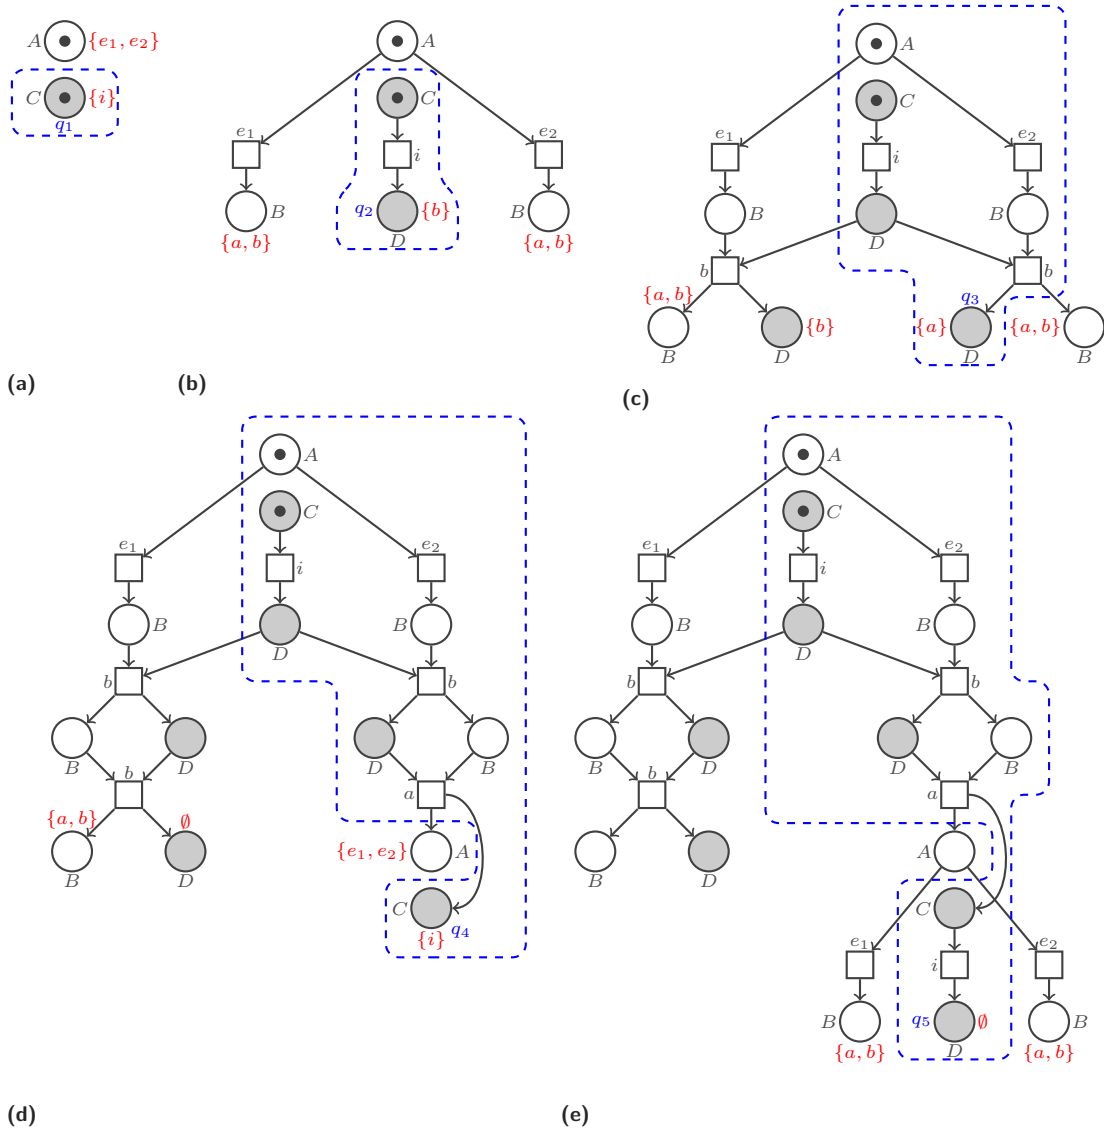 A {e₁, e₂}
C {i}
q₁
(a)
A
C
e₁ e₂
i
B q₂ {b} B
{a, b} D {a, b}
(b)
A
C
e₁ e₂
i
B B
D
b b
{a, b} q₃
{b} {a} {a, b}
B D D B
(c)
A
C
e₁ e₂
i
B B
D
b b
B D D B
b a
{a, b} ∅ {e₁, e₂} A
B D C
{i} q₄
(d)
A
C
e₁ e₂
i
B B
D
b b
B D D B
b a
A
B D C
e₁ e₂
i
B q₅ ∅ B
{a, b} D {a, b}
(e)